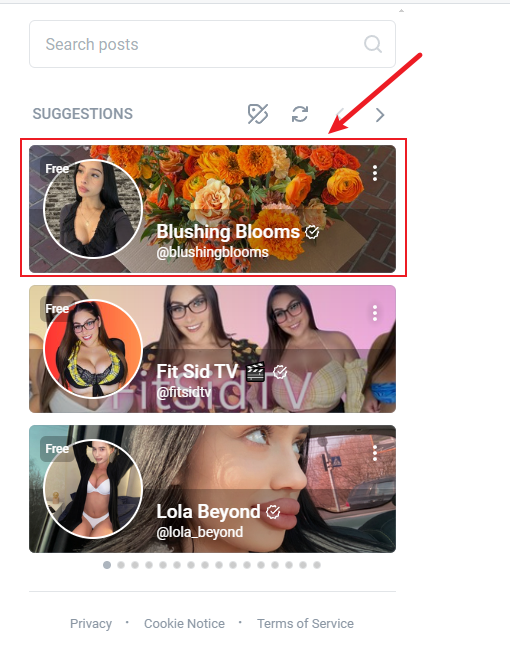 Search posts
SUGGESTIONS
Free
Blushing Blooms
@blushingblooms
Free
Fit Sid TV 🎬
@fitsidtv
FitSidTV
Free
Lola Beyond
@lola_beyond
Privacy · Cookie Notice · Terms of Service